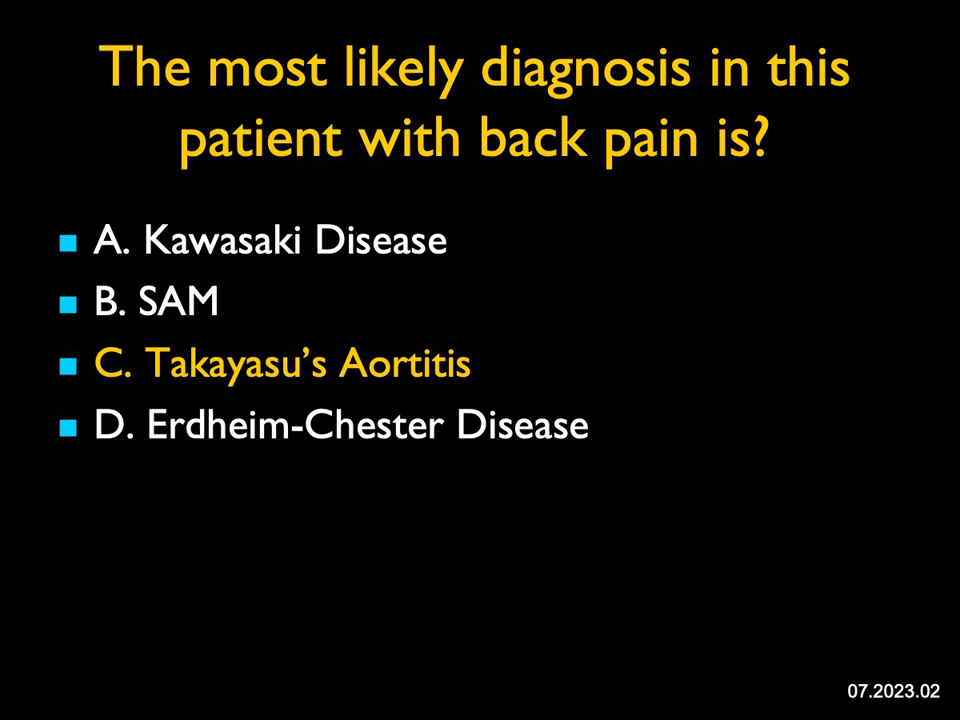 The most likely diagnosis in this
patient with back pain is?
A. Kawasaki Disease
B. SAM
C. Takayasu’s Aortitis
D. Erdheim-Chester Disease
07.2023.02